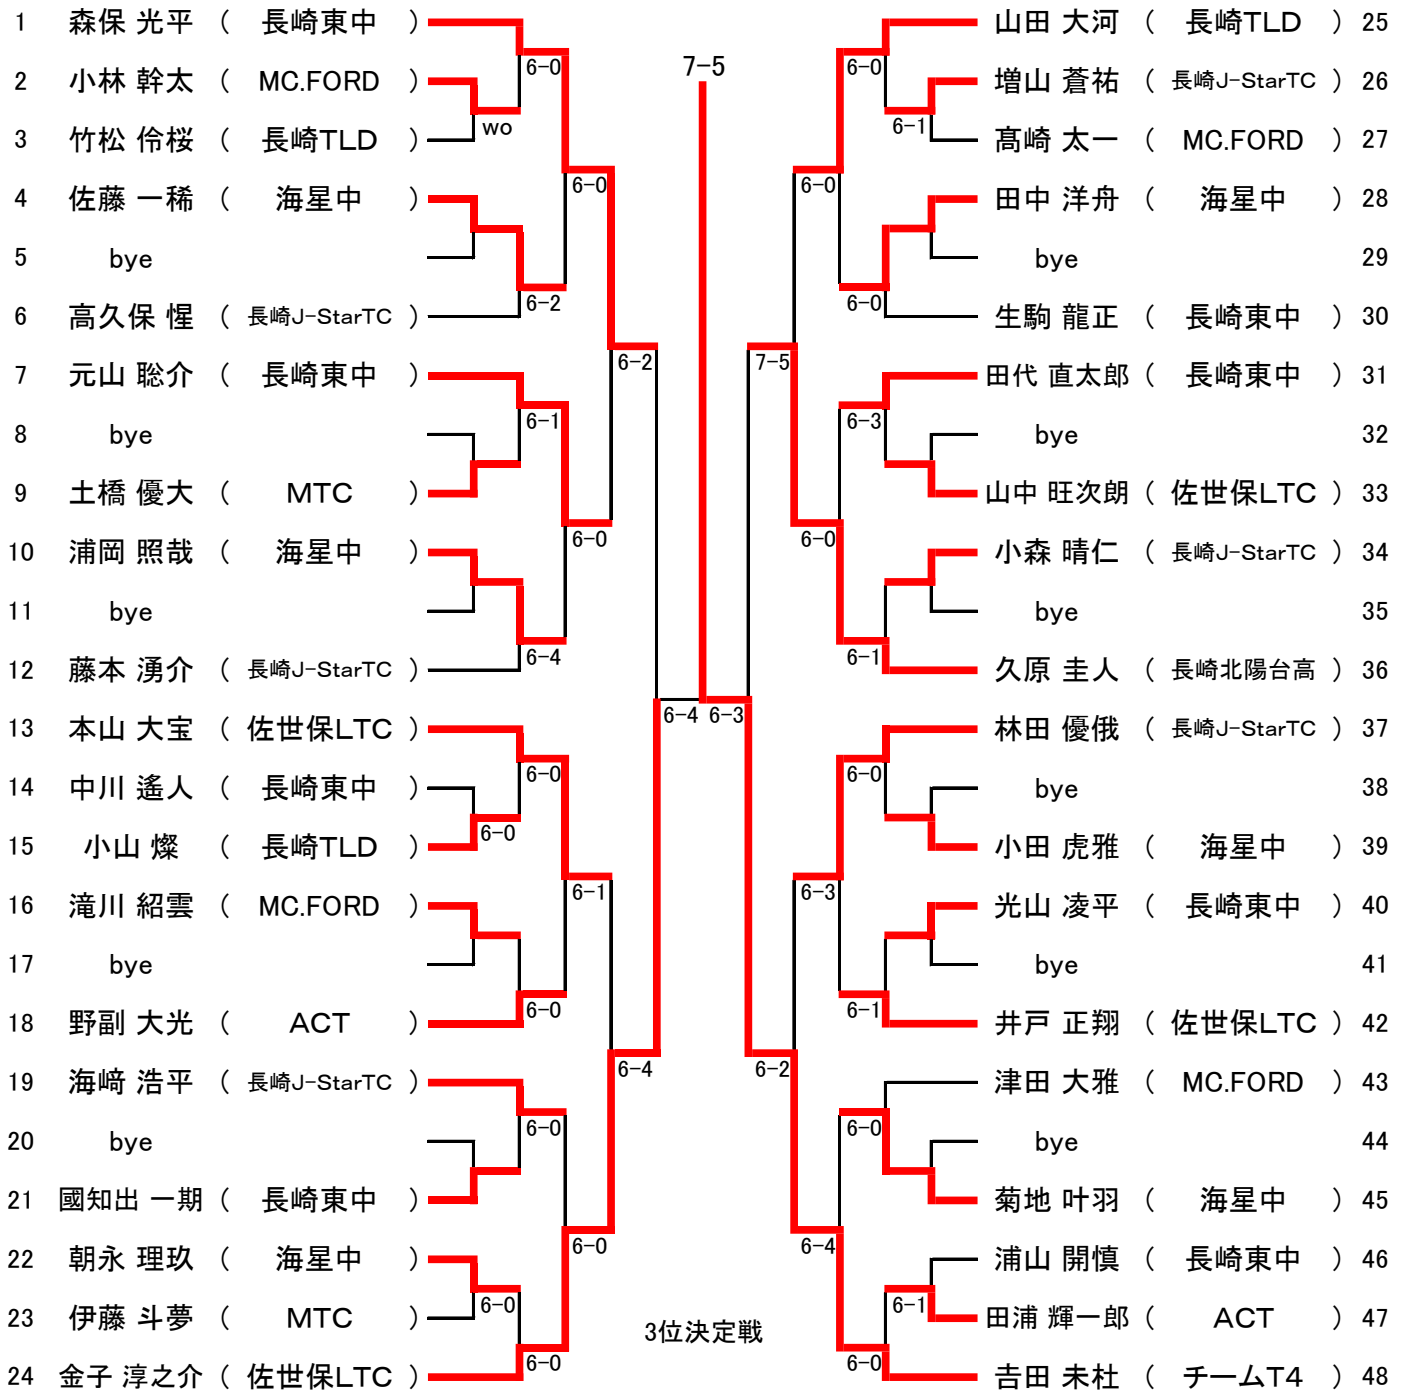 1 森保 光平 （ 長崎東中 ）
2 小林 幹太 （ MC.FORD ）
3 竹松 伶桜 （ 長崎TLD ）
4 佐藤 一稀 （ 海星中 ）
5 bye
6 高久保 惺 （ 長崎J-StarTC ）
7 元山 聡介 （ 長崎東中 ）
8 bye
9 土橋 優大 （ MTC ）
10 浦岡 照哉 （ 海星中 ）
11 bye
12 藤本 湧介 （ 長崎J-StarTC ）
13 本山 大宝 （ 佐世保LTC ）
14 中川 遙人 （ 長崎東中 ）
15 小山 燦 （ 長崎TLD ）
16 滝川 紹雲 （ MC.FORD ）
17 bye
18 野副 大光 （ ACT ）
19 海﨑 浩平 （ 長崎J-StarTC ）
20 bye
21 國知出 一期 （ 長崎東中 ）
22 朝永 理玖 （ 海星中 ）
23 伊藤 斗夢 （ MTC ）
24 金子 淳之介 （ 佐世保LTC ）
wo
6-0
6-0
6-0
6-0
6-2
6-1
6-4
6-0
6-0
6-0
6-0
6-0
6-0
6-1
6-0
6-2
6-4
6-4
7-5
6-3
3位決定戦
7-5
6-2
6-0
6-0
6-3
6-4
6-0
6-0
6-3
6-1
6-0
6-1
6-0
6-0
6-1
6-1
山田 大河 （ 長崎TLD ） 25
増山 蒼祐 （ 長崎J-StarTC ） 26
髙崎 太一 （ MC.FORD ） 27
田中 洋舟 （ 海星中 ） 28
bye 29
生駒 龍正 （ 長崎東中 ） 30
田代 直太郎 （ 長崎東中 ） 31
bye 32
山中 旺次朗 （ 佐世保LTC ） 33
小森 晴仁 （ 長崎J-StarTC ） 34
bye 35
久原 圭人 （ 長崎北陽台高 ） 36
林田 優俄 （ 長崎J-StarTC ） 37
bye 38
小田 虎雅 （ 海星中 ） 39
光山 凌平 （ 長崎東中 ） 40
bye 41
井戸 正翔 （ 佐世保LTC ） 42
津田 大雅 （ MC.FORD ） 43
bye 44
菊地 叶羽 （ 海星中 ） 45
浦山 開慎 （ 長崎東中 ） 46
田浦 輝一郎 （ ACT ） 47
𠮷田 未杜 （ チームT4 ） 48